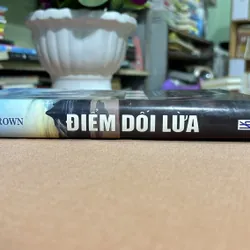 ROWN ĐIỂM DỐI LỪA